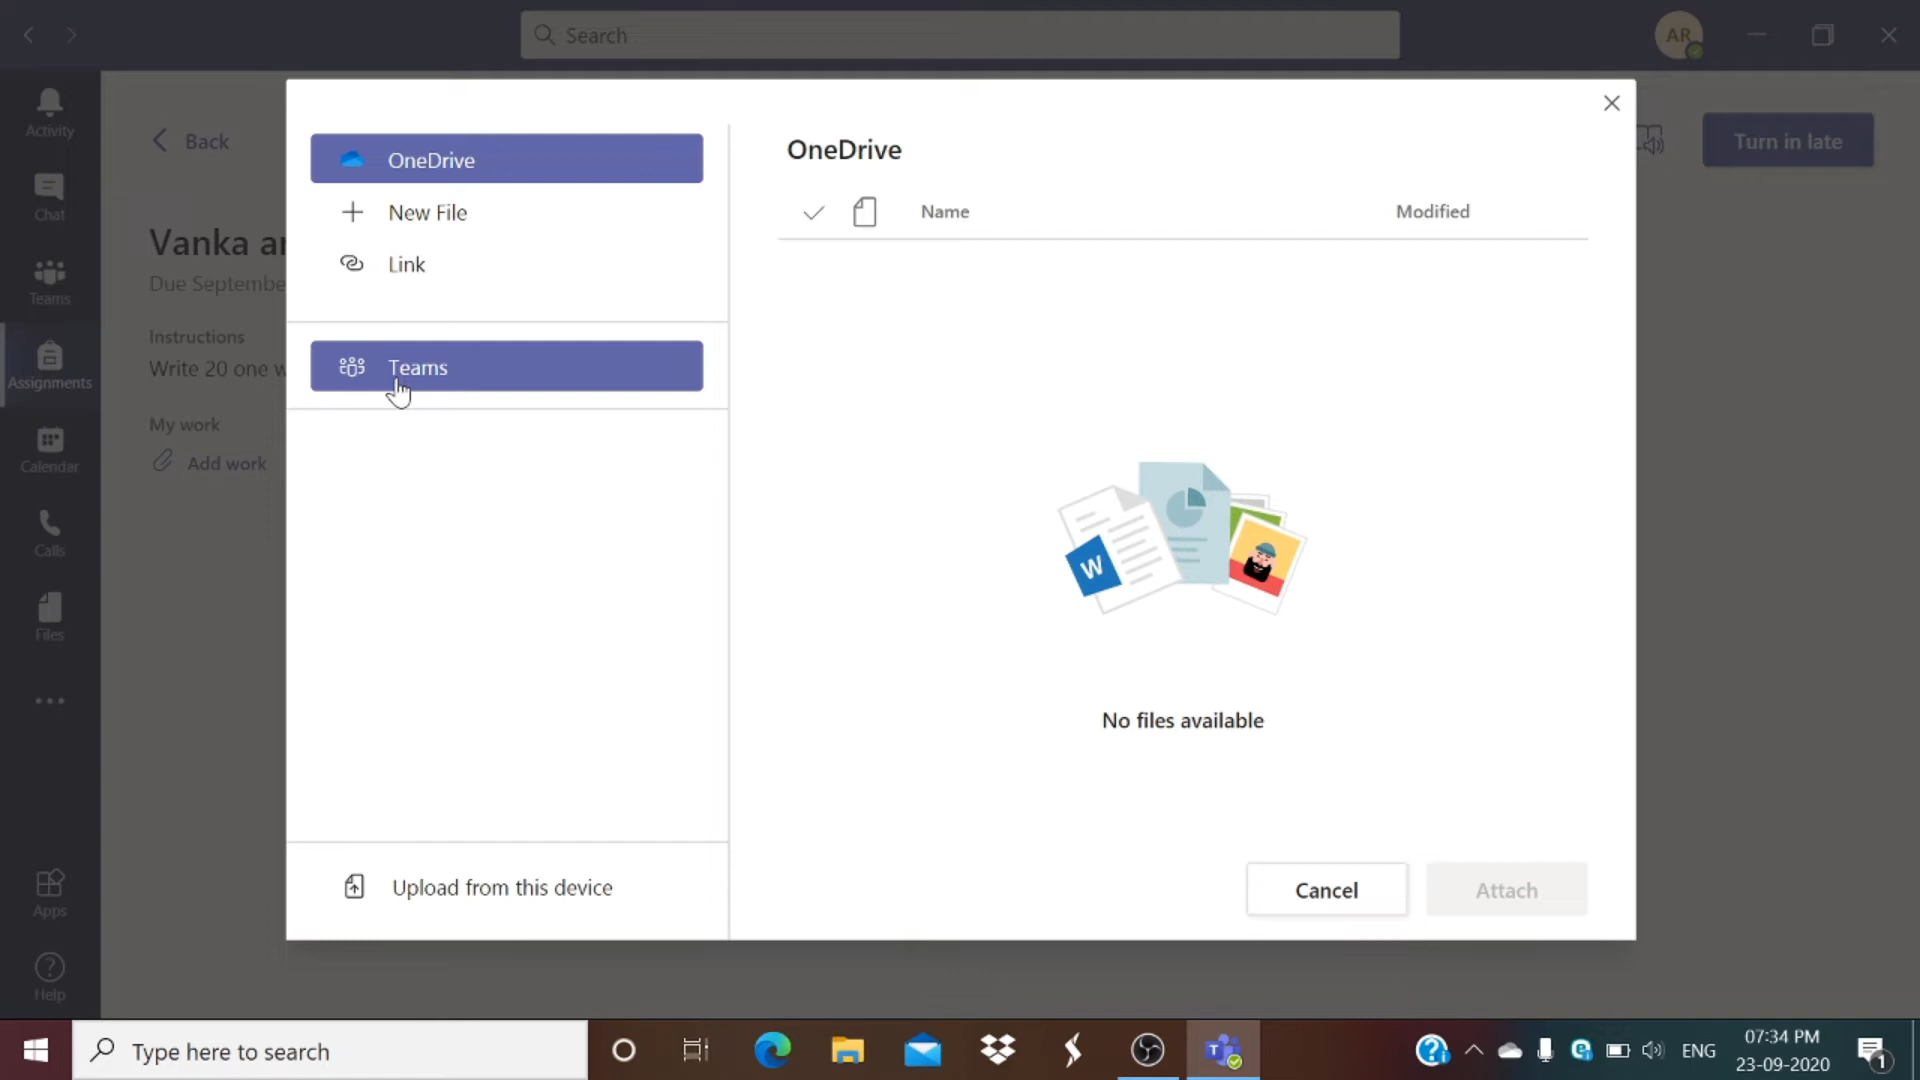 Search
AR
Activity
Chat
Teams
Assignments
Calendar
Calls
Files
Apps
Help
Back
Turn in late
Vanka ar
Due Septembe
Instructions
Write 20 one w
My work
Add work
OneDrive
New File
Link
Teams
Upload from this device
OneDrive
Name Modified
W
No files available
Cancel Attach
Type here to search
T
ENG
07:34 PM
23-09-2020
1